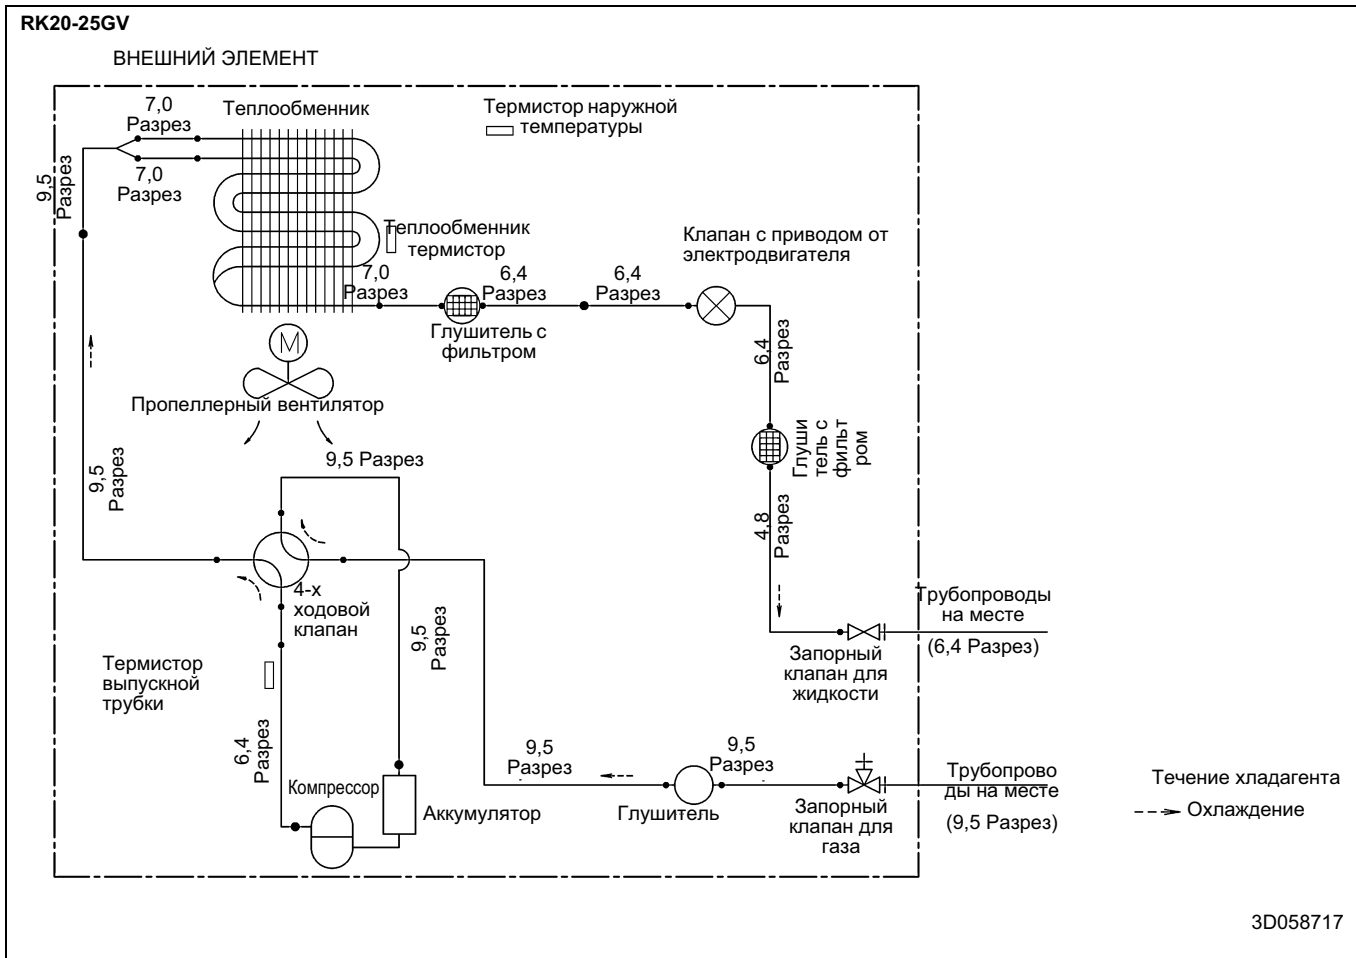 RK20-25GV
ВНЕШНИЙ ЭЛЕМЕНТ
7,0
Разрез
Теплообменник
Термистор наружной
температуры
9,5
Разрез
7,0
Разрез
Теплообменник
термистор
Клапан с приводом от
электродвигателя
7,0
Разрез
6,4
Разрез
6,4
Разрез
Глушитель с
фильтром
M
6,4
Разрез
Пропеллерный вентилятор
9,5
Разрез
9,5 Разрез
Глуши
тель с
фильт
ром
4,8
Разрез
4-х
ходовой
клапан
9,5
Разрез
Трубопроводы
на месте
(6,4 Разрез)
Запорный
клапан для
жидкости
Термистор
выпускной
трубки
6,4
Разрез
Компрессор
Аккумулятор
9,5
Разрез
Глушитель
9,5
Разрез
Запорный
клапан для
газа
Трубопрово
ды на месте
(9,5 Разрез)
Течение хладагента
Охлаждение
3D058717